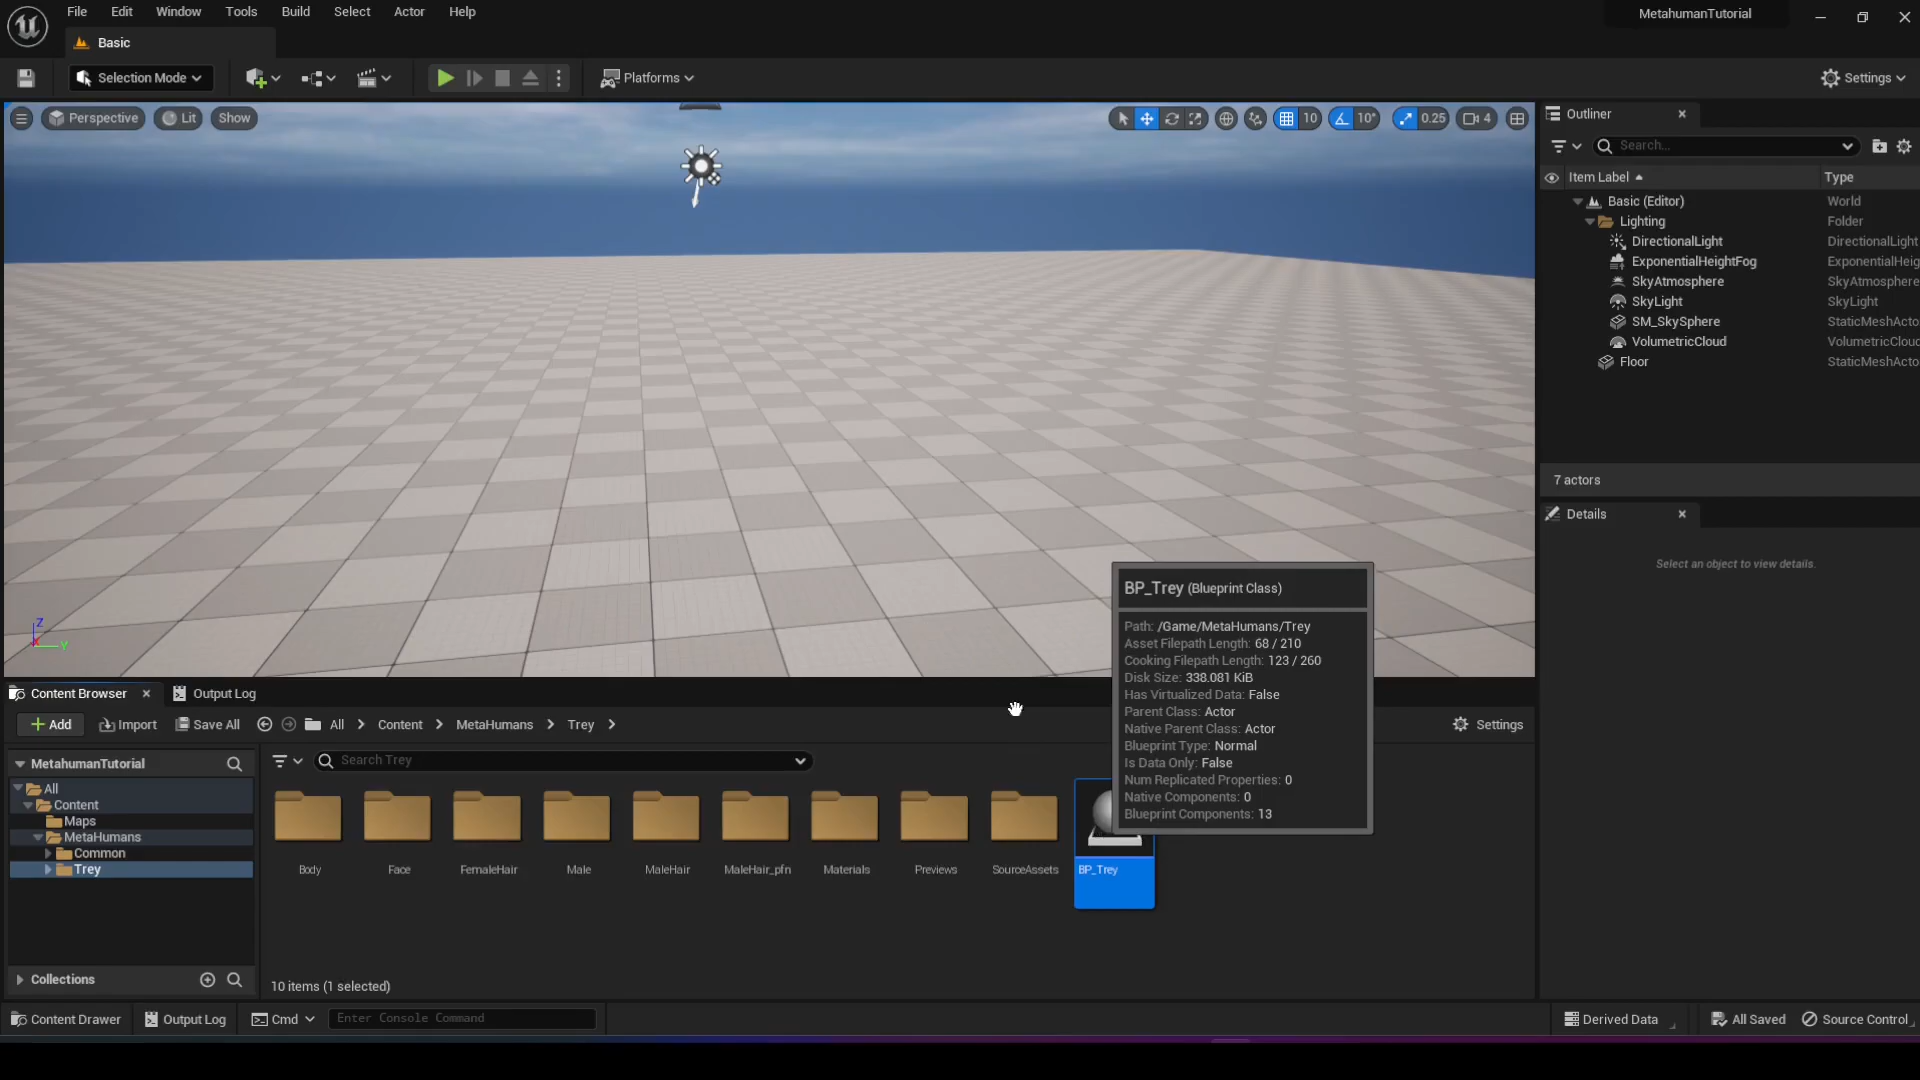 File Edit Window Tools Build Select Actor Help
MetahumanTutorial
Basic
Selection Mode
Platforms
Settings
Perspective
Lit
Show
10
10°
0.25
4
Outliner
Search...
Item Label
Type
Basic (Editor)
World
Lighting
Folder
DirectionalLight
DirectionalLight
ExponentialHeightFog
ExponentialHeig
SkyAtmosphere
SkyAtmosphere
SkyLight
SkyLight
SM_SkySphere
StaticMeshActo
VolumetricCloud
VolumetricCloud
Floor
StaticMeshActo
7 actors
Details
Select an object to view details.
Z
Y
BP_Trey (Blueprint Class)
Path: /Game/MetaHumans/Trey
Asset Filepath Length: 68 / 210
Cooking Filepath Length: 123 / 260
Disk Size: 338.081 KiB
Has Virtualized Data: False
Parent Class: Actor
Native Parent Class: Actor
Blueprint Type: Normal
Is Data Only: False
Num Replicated Properties: 0
Native Components: 0
Blueprint Components: 13
Content Browser
Output Log
Add
Import
Save All
All
Content
MetaHumans
Trey
Settings
MetahumanTutorial
Search Trey
All
Content
Maps
MetaHumans
Common
Trey
Body
Face
FemaleHair
Male
MaleHair
MaleHair_pfn
Materials
Previews
SourceAssets
BP_Trey
Collections
10 items (1 selected)
Content Drawer
Output Log
Cmd
Enter Console Command
Derived Data
All Saved
Source Control